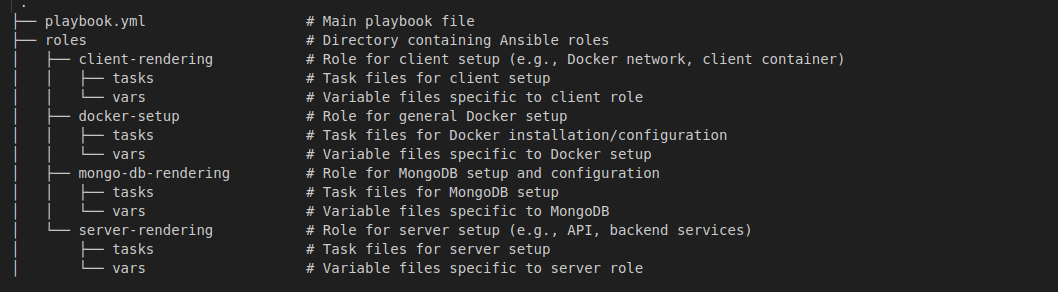 .
├── playbook.yml                   # Main playbook file
├── roles                          # Directory containing Ansible roles
│   ├── client-rendering           # Role for client setup (e.g., Docker network, client container)
│   │   ├── tasks                  # Task files for client setup
│   │   └── vars                   # Variable files specific to client role
│   ├── docker-setup               # Role for general Docker setup
│   │   ├── tasks                  # Task files for Docker installation/configuration
│   │   └── vars                   # Variable files specific to Docker setup
│   ├── mongo-db-rendering         # Role for MongoDB setup and configuration
│   │   ├── tasks                  # Task files for MongoDB setup
│   │   └── vars                   # Variable files specific to MongoDB
│   └── server-rendering           # Role for server setup (e.g., API, backend services)
│       ├── tasks                  # Task files for server setup
│       └── vars                   # Variable files specific to server role